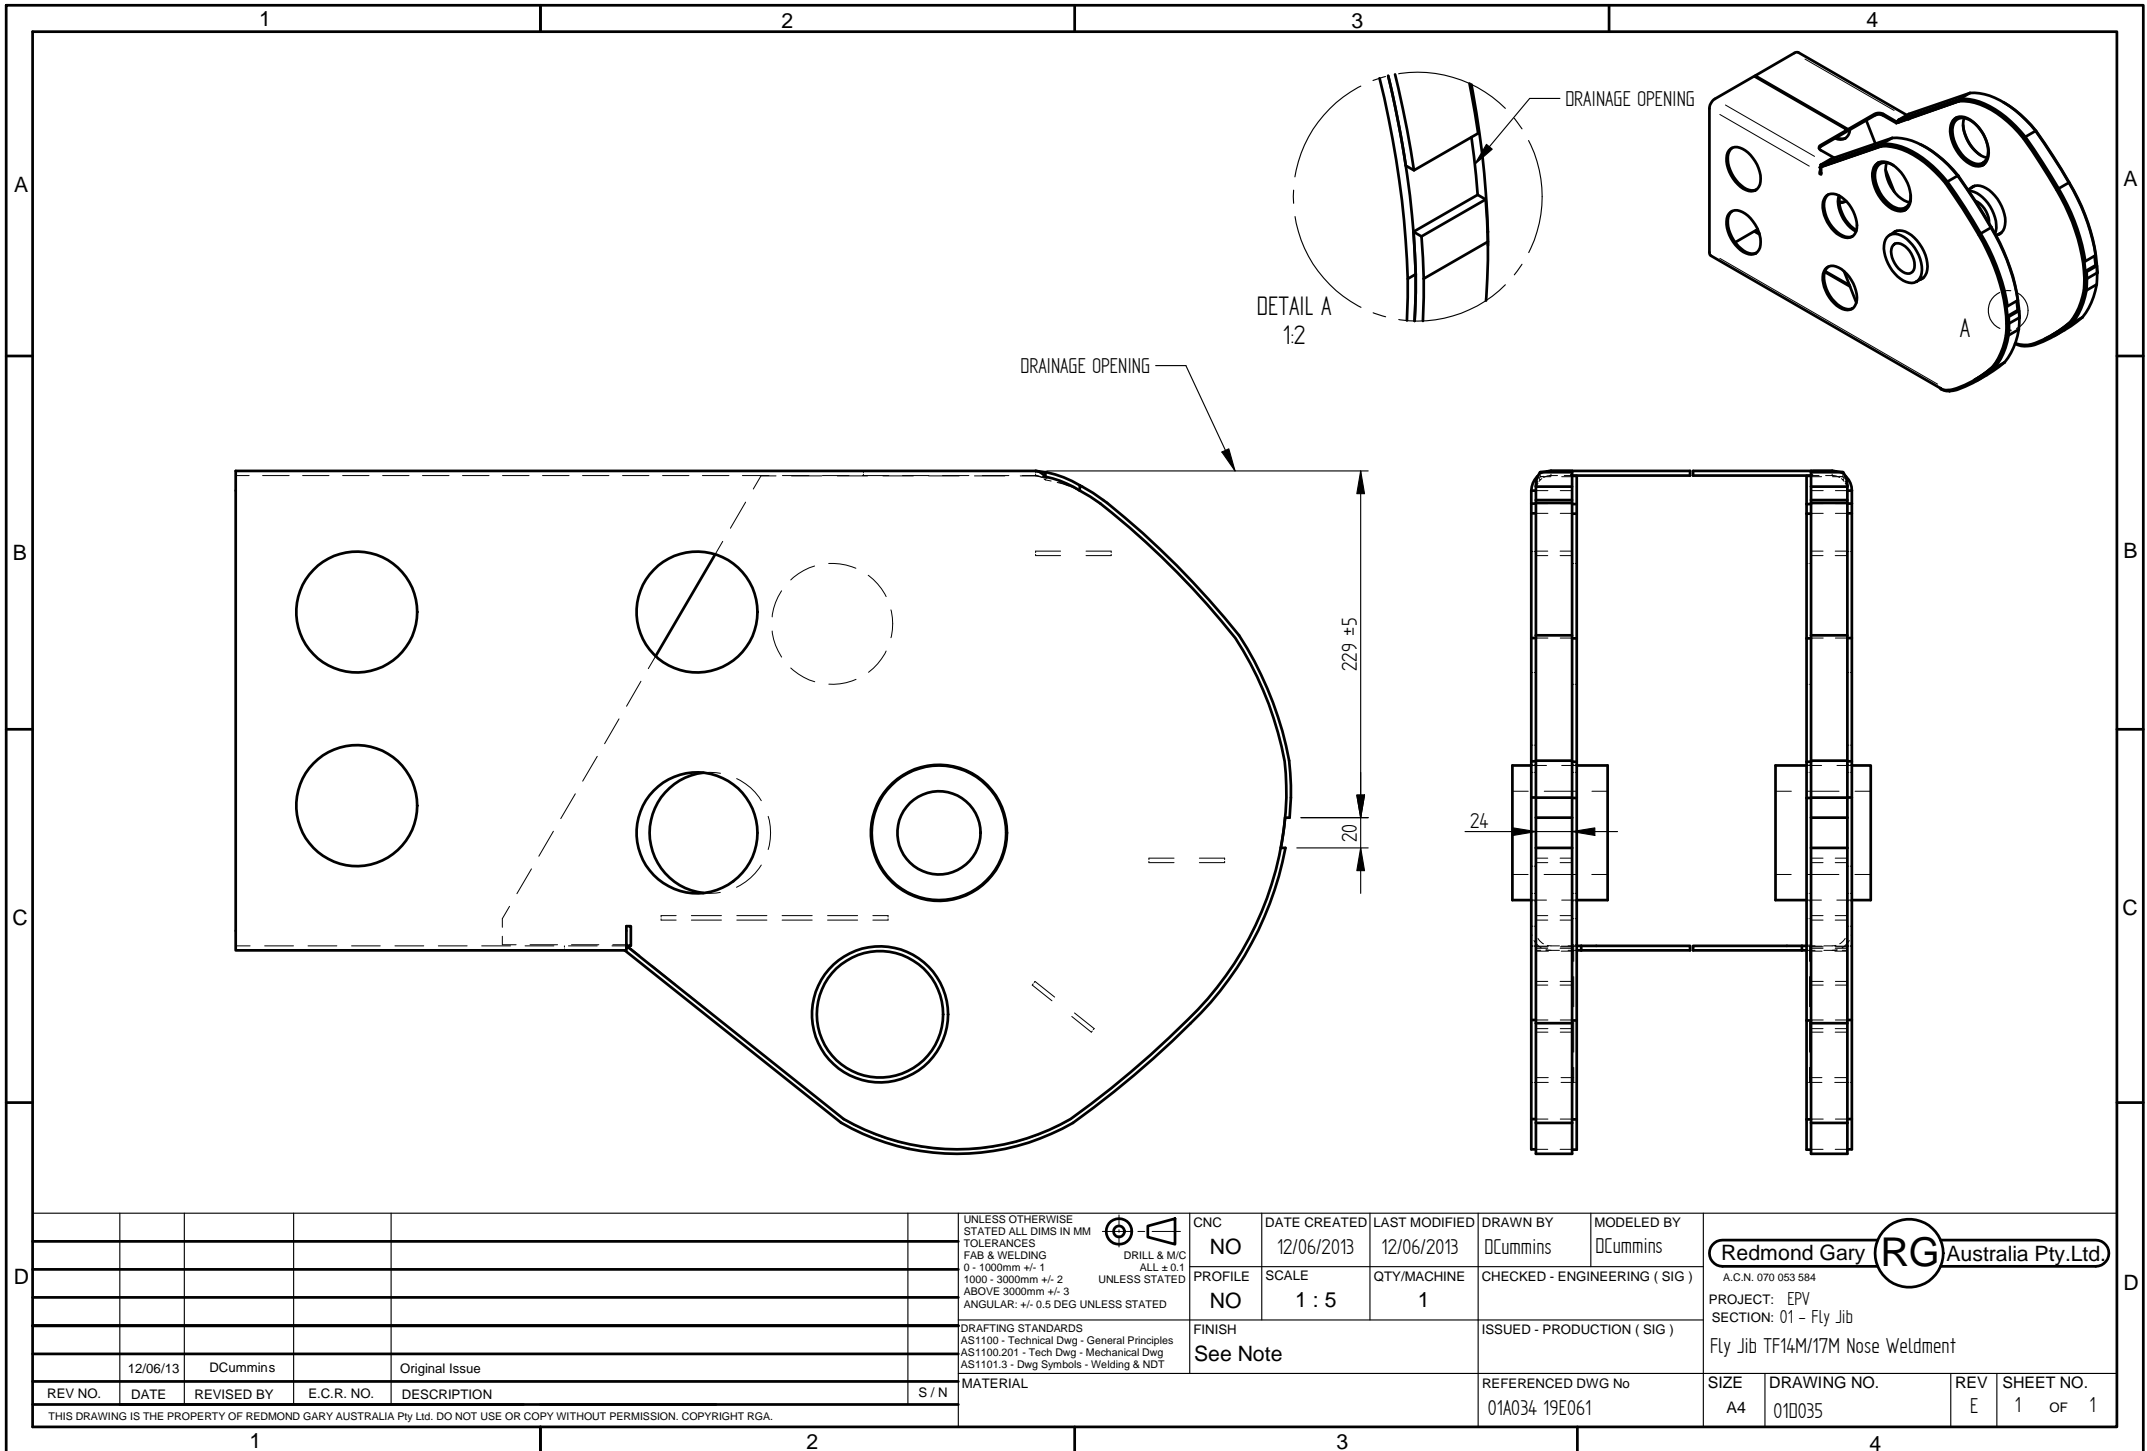 1 2 3 4
A A
B B
C C
D D
1 2 3 4
DRAINAGE OPENING
DETAIL A
1:2
A
DRAINAGE OPENING
229 ±5
20
24
UNLESS OTHERWISE
STATED ALL DIMS IN MM
TOLERANCES
FAB & WELDING
0 - 1000mm +/- 1
1000 - 3000mm +/- 2
ABOVE 3000mm +/- 3
ANGULAR: +/- 0.5 DEG UNLESS STATED
DRILL & M/C
ALL ± 0.1
UNLESS STATED
DRAFTING STANDARDS
AS1100 - Technical Dwg - General Principles
AS1100.201 - Tech Dwg - Mechanical Dwg
AS1101.3 - Dwg Symbols - Welding & NDT
MATERIAL
CNC
NO
DATE CREATED
12/06/2013
LAST MODIFIED
12/06/2013
DRAWN BY
DCummins
MODELED BY
DCummins
PROFILE
NO
SCALE
1 : 5
QTY/MACHINE
1
CHECKED - ENGINEERING ( SIG )
FINISH
See Note
ISSUED - PRODUCTION ( SIG )
REFERENCED DWG No
01A034 19E061
Redmond Gary RG Australia Pty.Ltd.
A.C.N. 070 053 584
PROJECT: EPV
SECTION: 01 - Fly Jib
Fly Jib TF14M/17M Nose Weldment
SIZE
A4
DRAWING NO.
01D035
REV
E
SHEET NO.
1 OF 1
12/06/13 DCummins Original Issue
REV NO. DATE REVISED BY E.C.R. NO. DESCRIPTION S / N
THIS DRAWING IS THE PROPERTY OF REDMOND GARY AUSTRALIA Pty Ltd. DO NOT USE OR COPY WITHOUT PERMISSION. COPYRIGHT RGA.